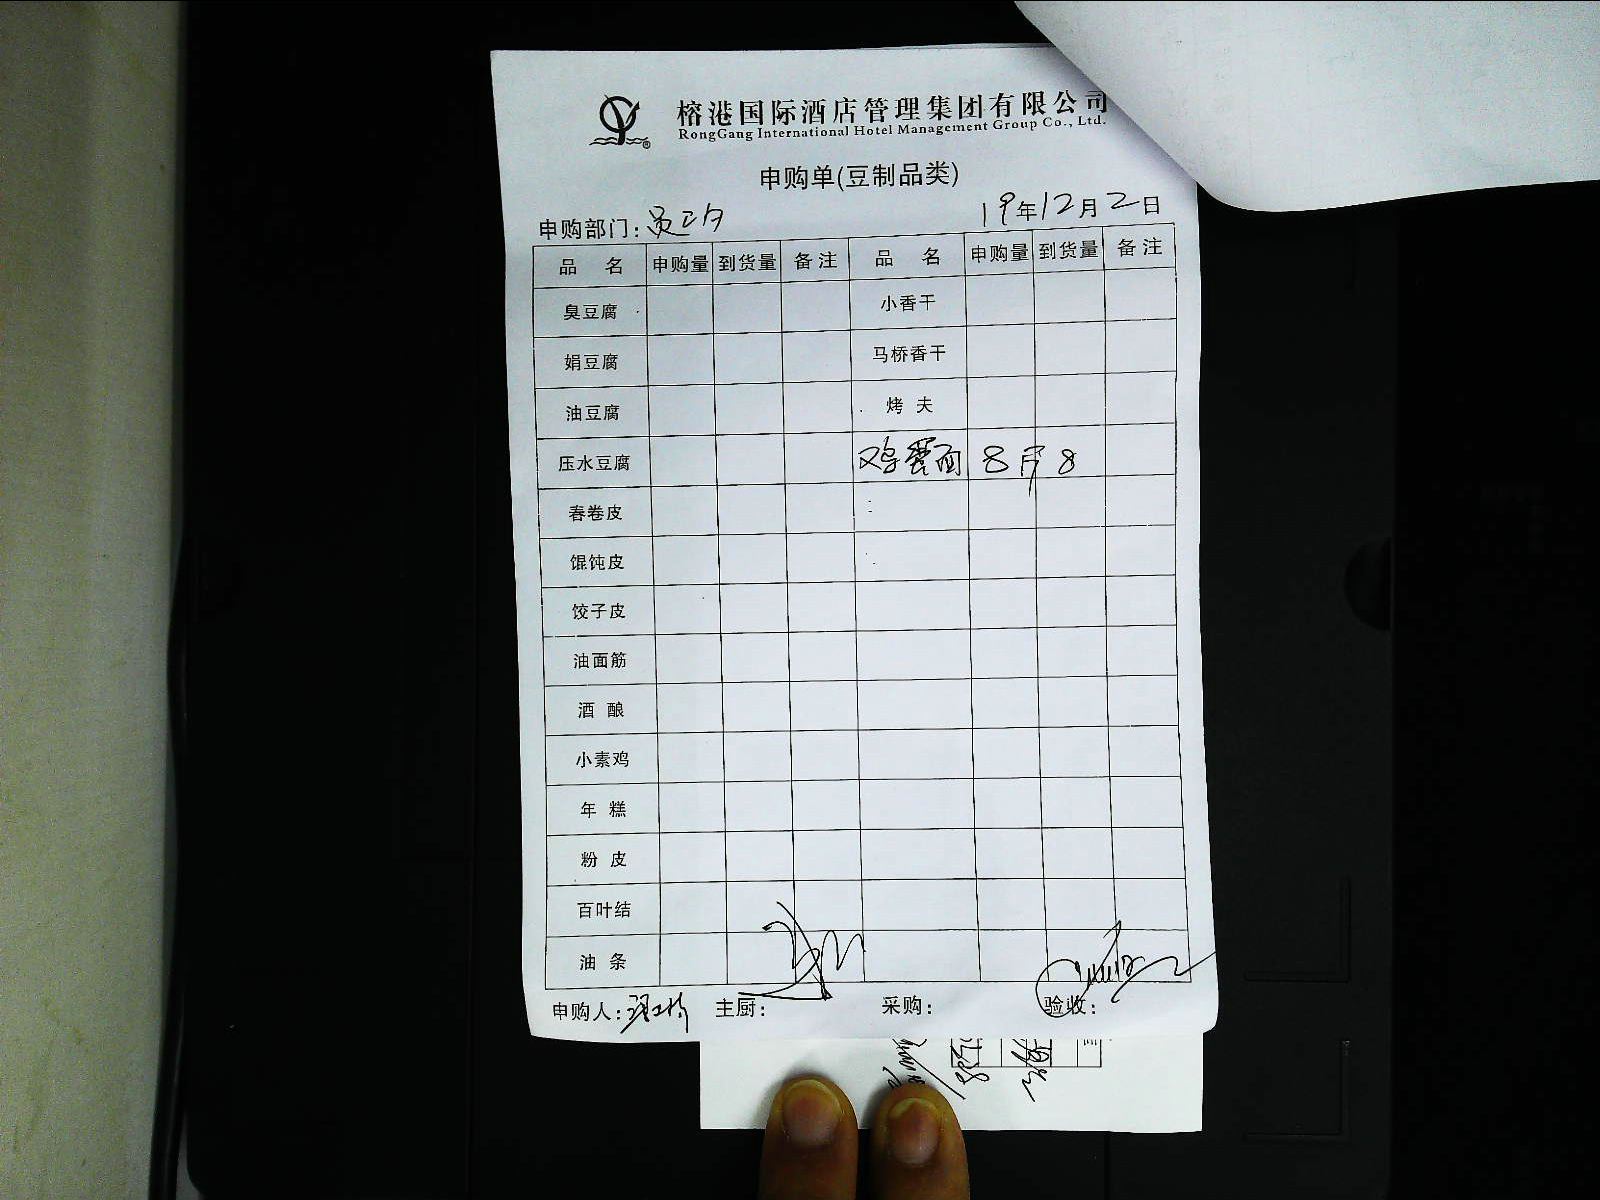 榕港国际酒店管理集团有限公司
RongGang International Hotel Management Group Co., Ltd.
申购单(豆制品类)
申购部门：员工夕 19年12月2日
品 名 申购量 到货量 备注 品 名 申购量 到货量 备注
臭豆腐 小香干
娟豆腐 马桥香干
油豆腐 烤 夫
压水豆腐 鸡蛋面 8斤 8
春卷皮
馄饨皮
饺子皮
油面筋
酒 酿
小素鸡
年 糕
粉 皮
百叶结
油 条
申购人： 主厨： 采购： 验收：